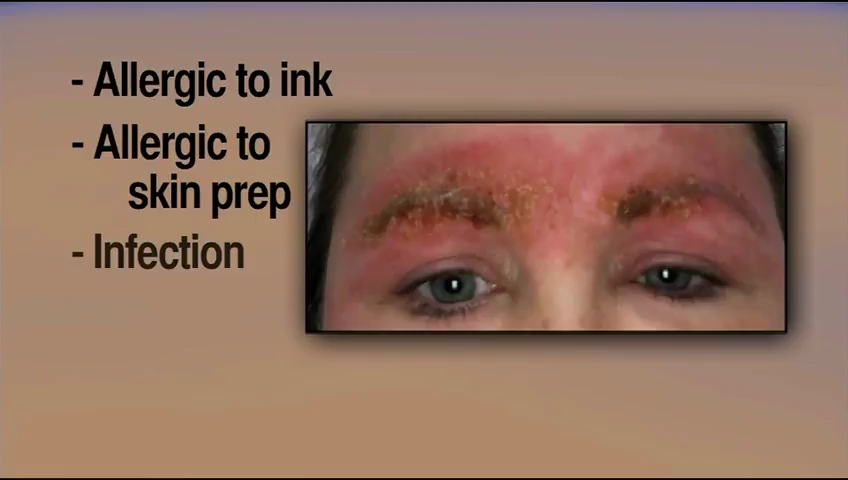 - Allergic to ink
- Allergic to
skin prep
- Infection